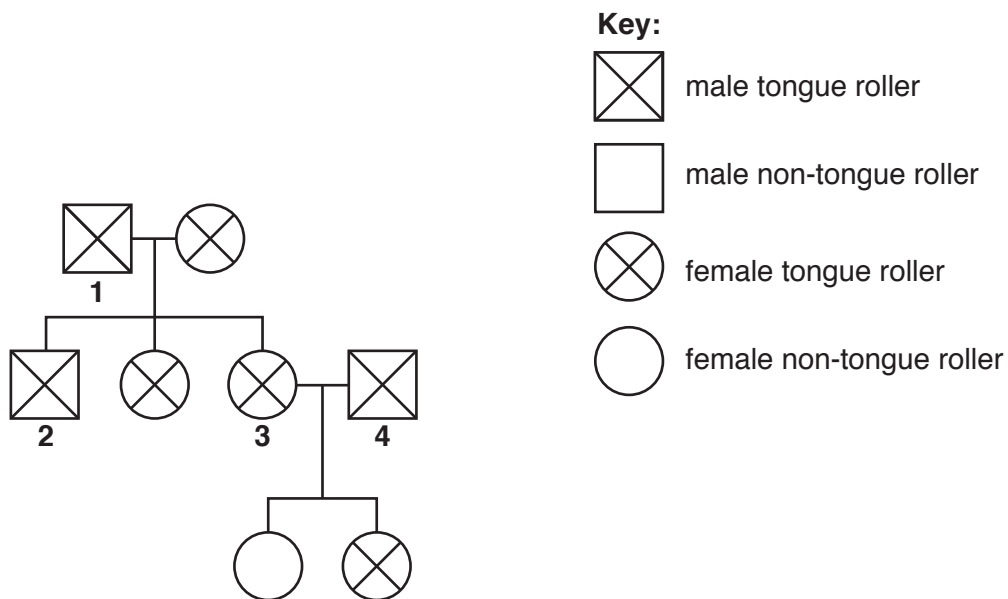 Key:
male tongue roller
male non-tongue roller
female tongue roller
female non-tongue roller
1
2
3
4